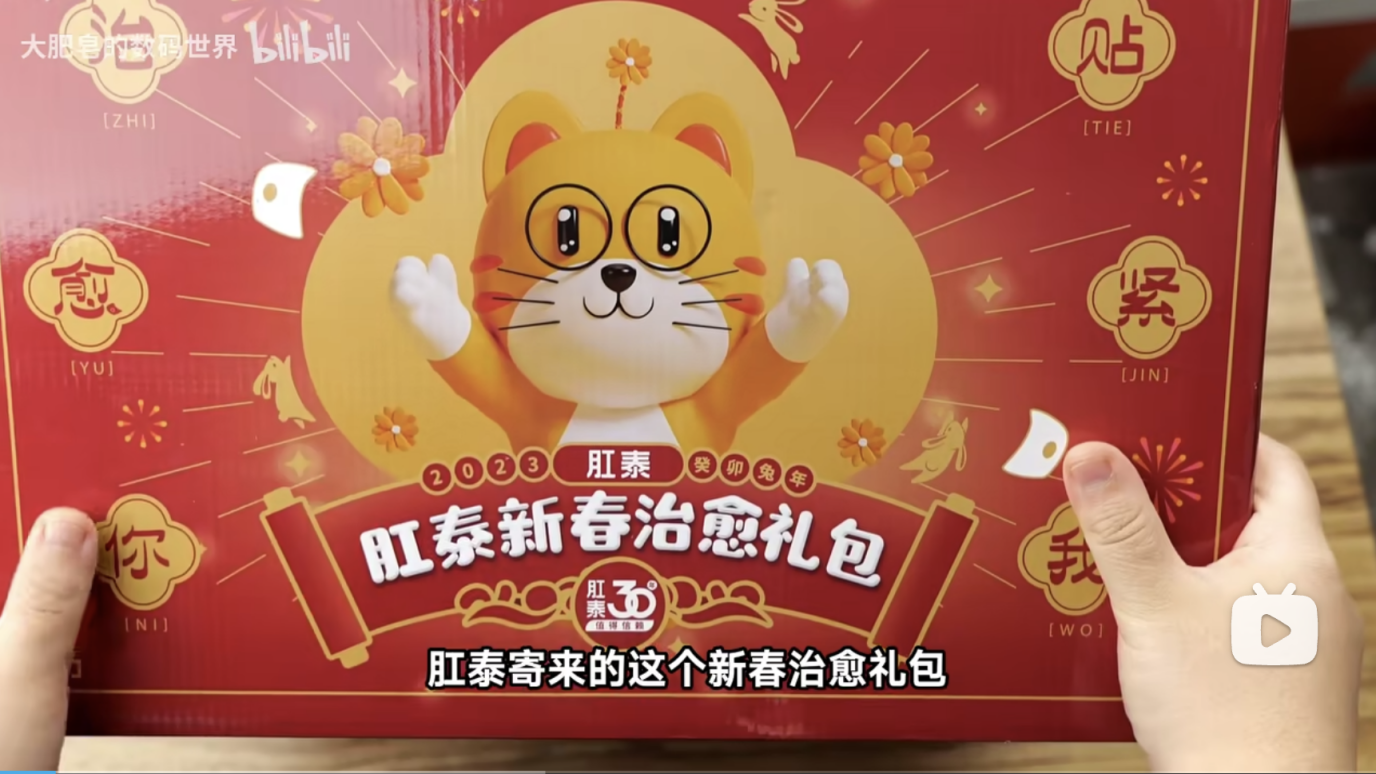 大肥皂的数码世界 bilibili
治
[ZHI]
贴
[TIE]
愈
[YU]
紧
[JIN]
2023 肛泰 癸卯兔年
肛泰新春治愈礼包
你
[NI]
我
[WO]
肛泰30年
值得信赖
肛泰寄来的这个新春治愈礼包